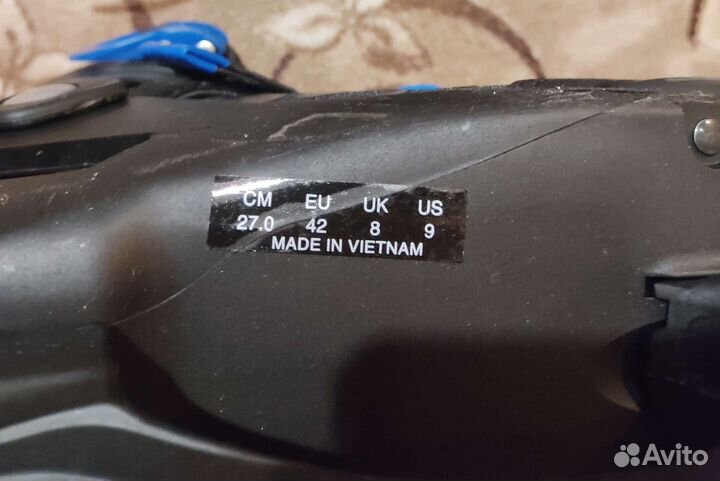 CM EU UK US
27.0 42 8 9
MADE IN VIETNAM
Avito